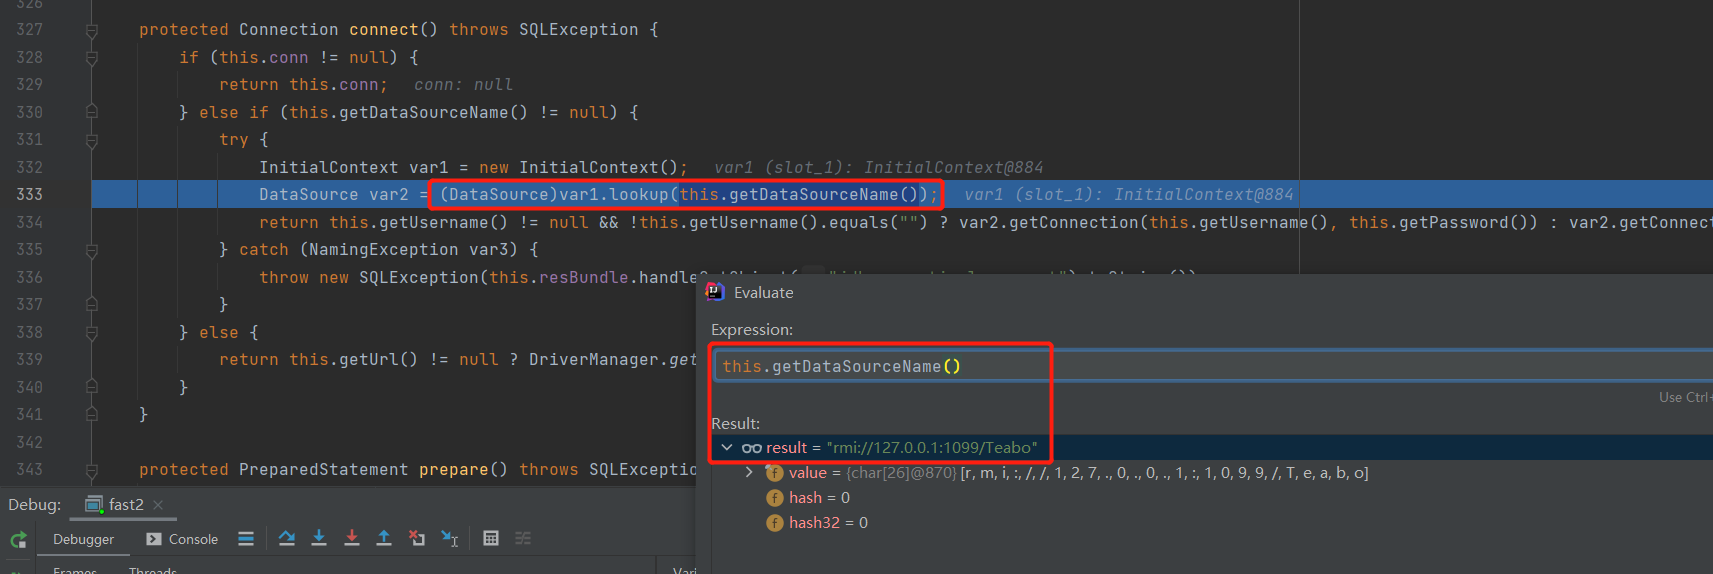 326
327 protected Connection connect() throws SQLException {
328 if (this.conn != null) {
329 return this.conn; conn: null
330 } else if (this.getDataSourceName() != null) {
331 try {
332 InitialContext var1 = new InitialContext(); var1 (slot_1): InitialContext@884
333 DataSource var2 = (DataSource)var1.lookup(this.getDataSourceName()); var1 (slot_1): InitialContext@884
334 return this.getUsername() != null && !this.getUsername().equals("") ? var2.getConnection(this.getUsername(), this.getPassword()) : var2.getConnect
335 } catch (NamingException var3) {
336 throw new SQLException(this.resBundle.
337 }
338 } else {
339 return this.getUrl() != null ? DriverManager.get
340 }
341 }
342
343 protected PreparedStatement prepare() throws SQLException
Evaluate
Expression:
this.getDataSourceName()
Use Ctrl+
Result:
result = "rmi://127.0.0.1:1099/Teabo"
value = {char[26]@870} [r, m, i, :, /, /, 1, 2, 7, ., 0, ., 0, ., 1, :, 1, 0, 9, 9, /, T, e, a, b, o]
hash = 0
hash32 = 0
Debug: fast2
Debugger Console
Frames Threads Vari